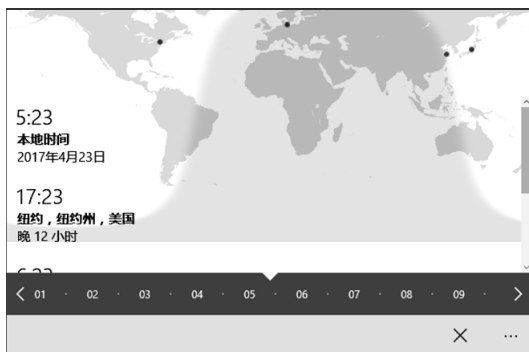 5:23
本地时间
2017年4月23日
17:23
纽约，纽约州，美国
晚 12 小时
01 · 02 · 03 · 04 · 05 · 06 · 07 · 08 · 09 ·